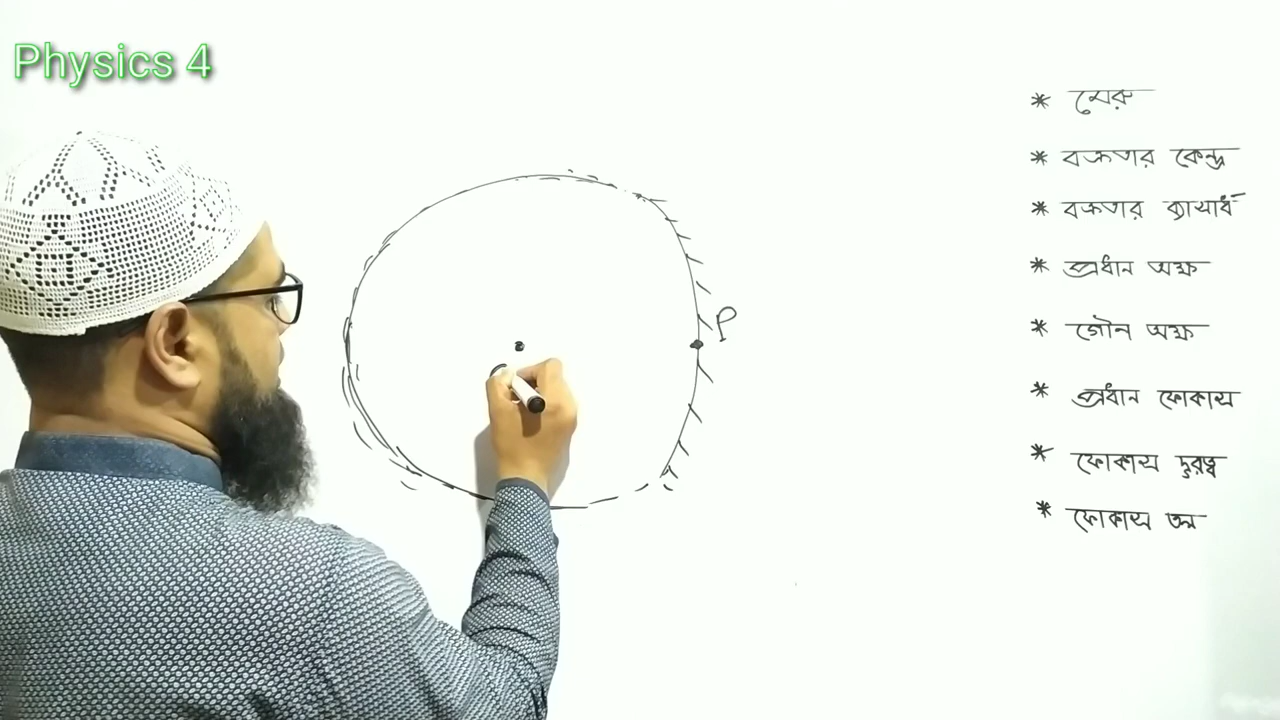 Physics 4
* মেরু
* বক্রতার কেন্দ্র
* বক্রতার ব্যাসার্ধ
P
* প্রধান অক্ষ
* গৌন অক্ষ
* প্রধান ফোকাস
* ফোকাস দুরত্ব
* ফোকাস তল